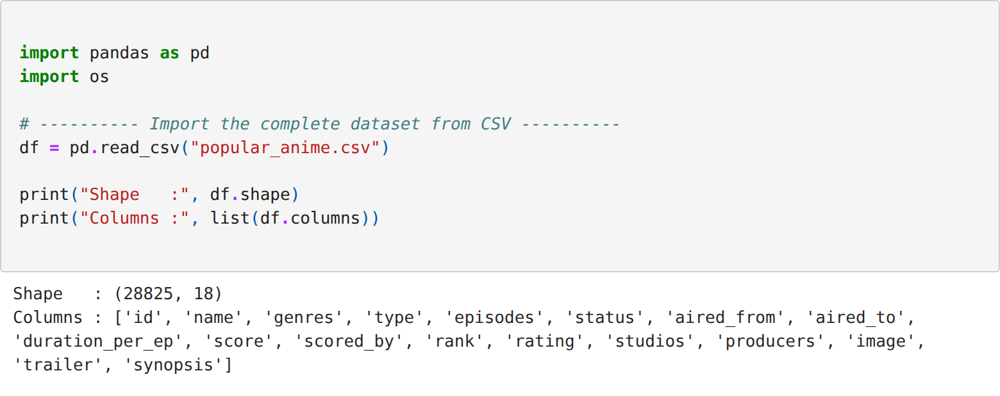 import pandas as pd
import os
# ---------- Import the complete dataset from CSV ----------
df = pd.read_csv("popular_anime.csv")
print("Shape   :", df.shape)
print("Columns :", list(df.columns))
Shape   : (28825, 18)
Columns : ['id', 'name', 'genres', 'type', 'episodes', 'status', 'aired_from', 'aired_to',
'duration_per_ep', 'score', 'scored_by', 'rank', 'rating', 'studios', 'producers', 'image',
'trailer', 'synopsis']